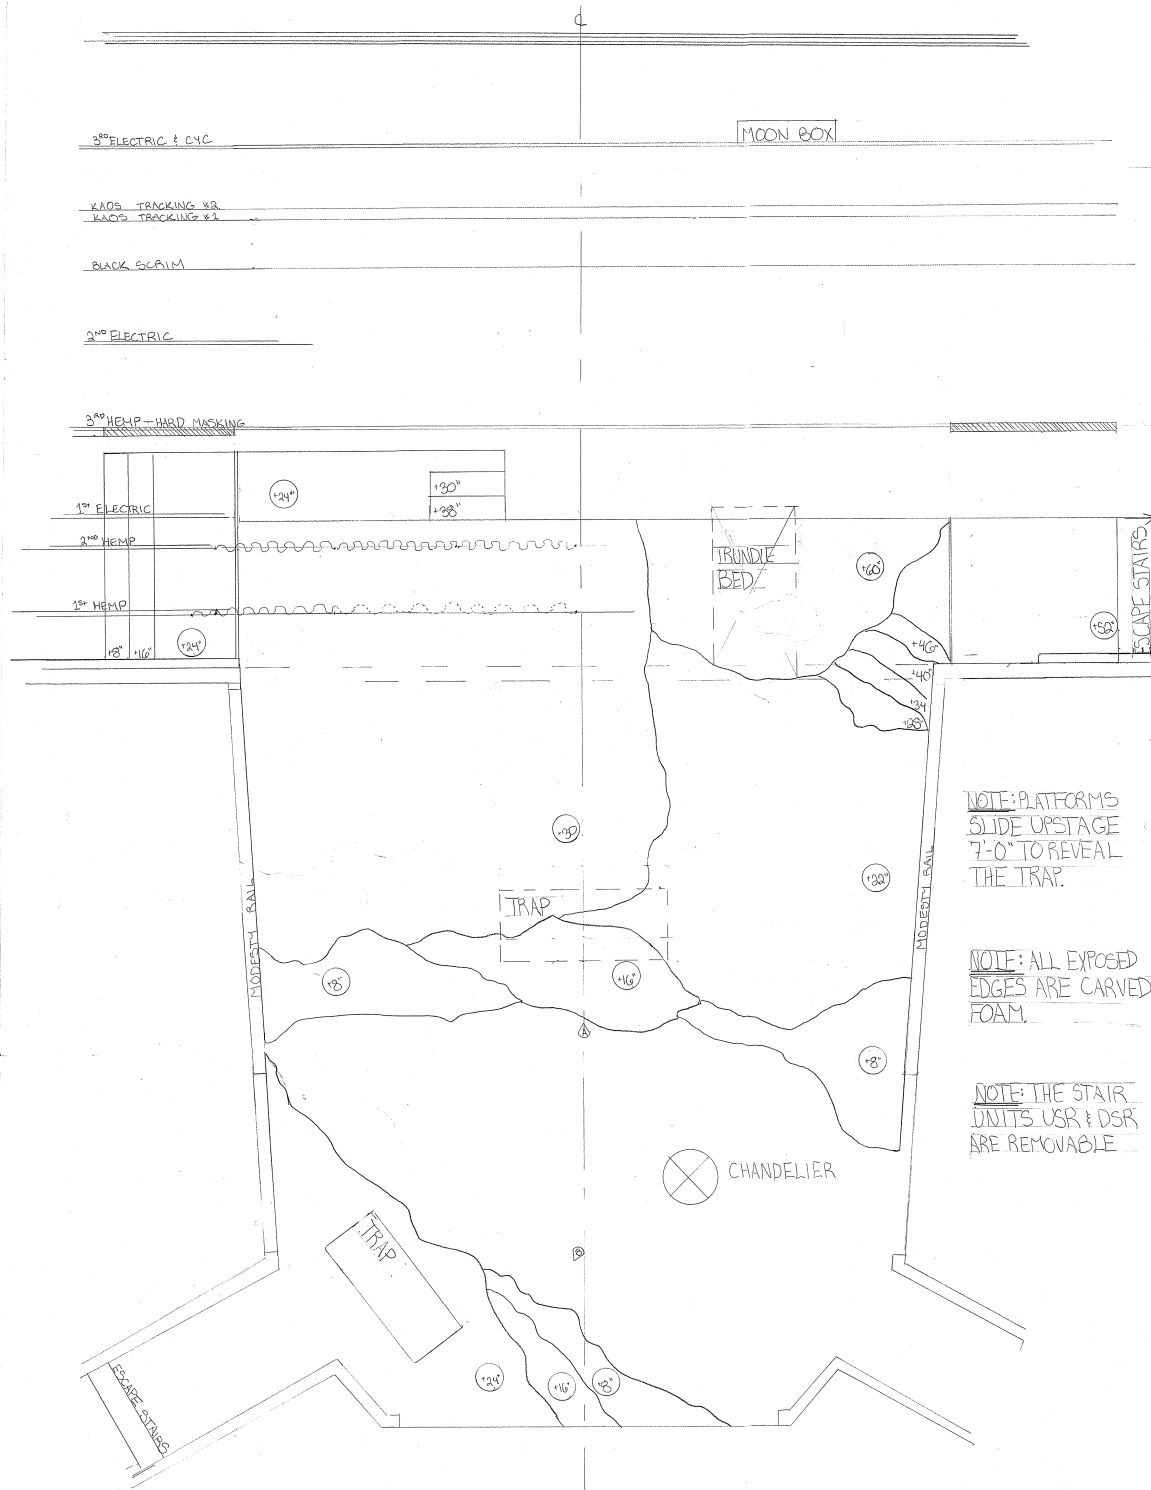 ℄
3RD ELECTRIC & CYC
MOON BOX
KAOS TRACKING #2
KAOS TRACKING #1
BLACK SCRIM
2ND ELECTRIC
3RD HEMP-HARD MASKING
+24"
+30"
+38"
1ST ELECTRIC
2ND HEMP
TRUNDLE
BED
+60"
ESCAPE STAIRS
1ST HEMP
+8"
+16"
+24"
+52"
+46"
+40"
+34
+28"
NOTE: PLATFORMS
SLIDE UPSTAGE
7'-0" TO REVEAL
THE TRAP.
+30
+22"
MODESTY RAIL
MODESTY RAIL
TRAP
+8"
+16"
NOTE: ALL EXPOSED
EDGES ARE CARVED
FOAM.
A
+8"
NOTE: THE STAIR
UNITS USR & DSR
ARE REMOVABLE
CHANDELIER
TRAP
B
+24"
+16"
+8"
ESCAPE STAIRS